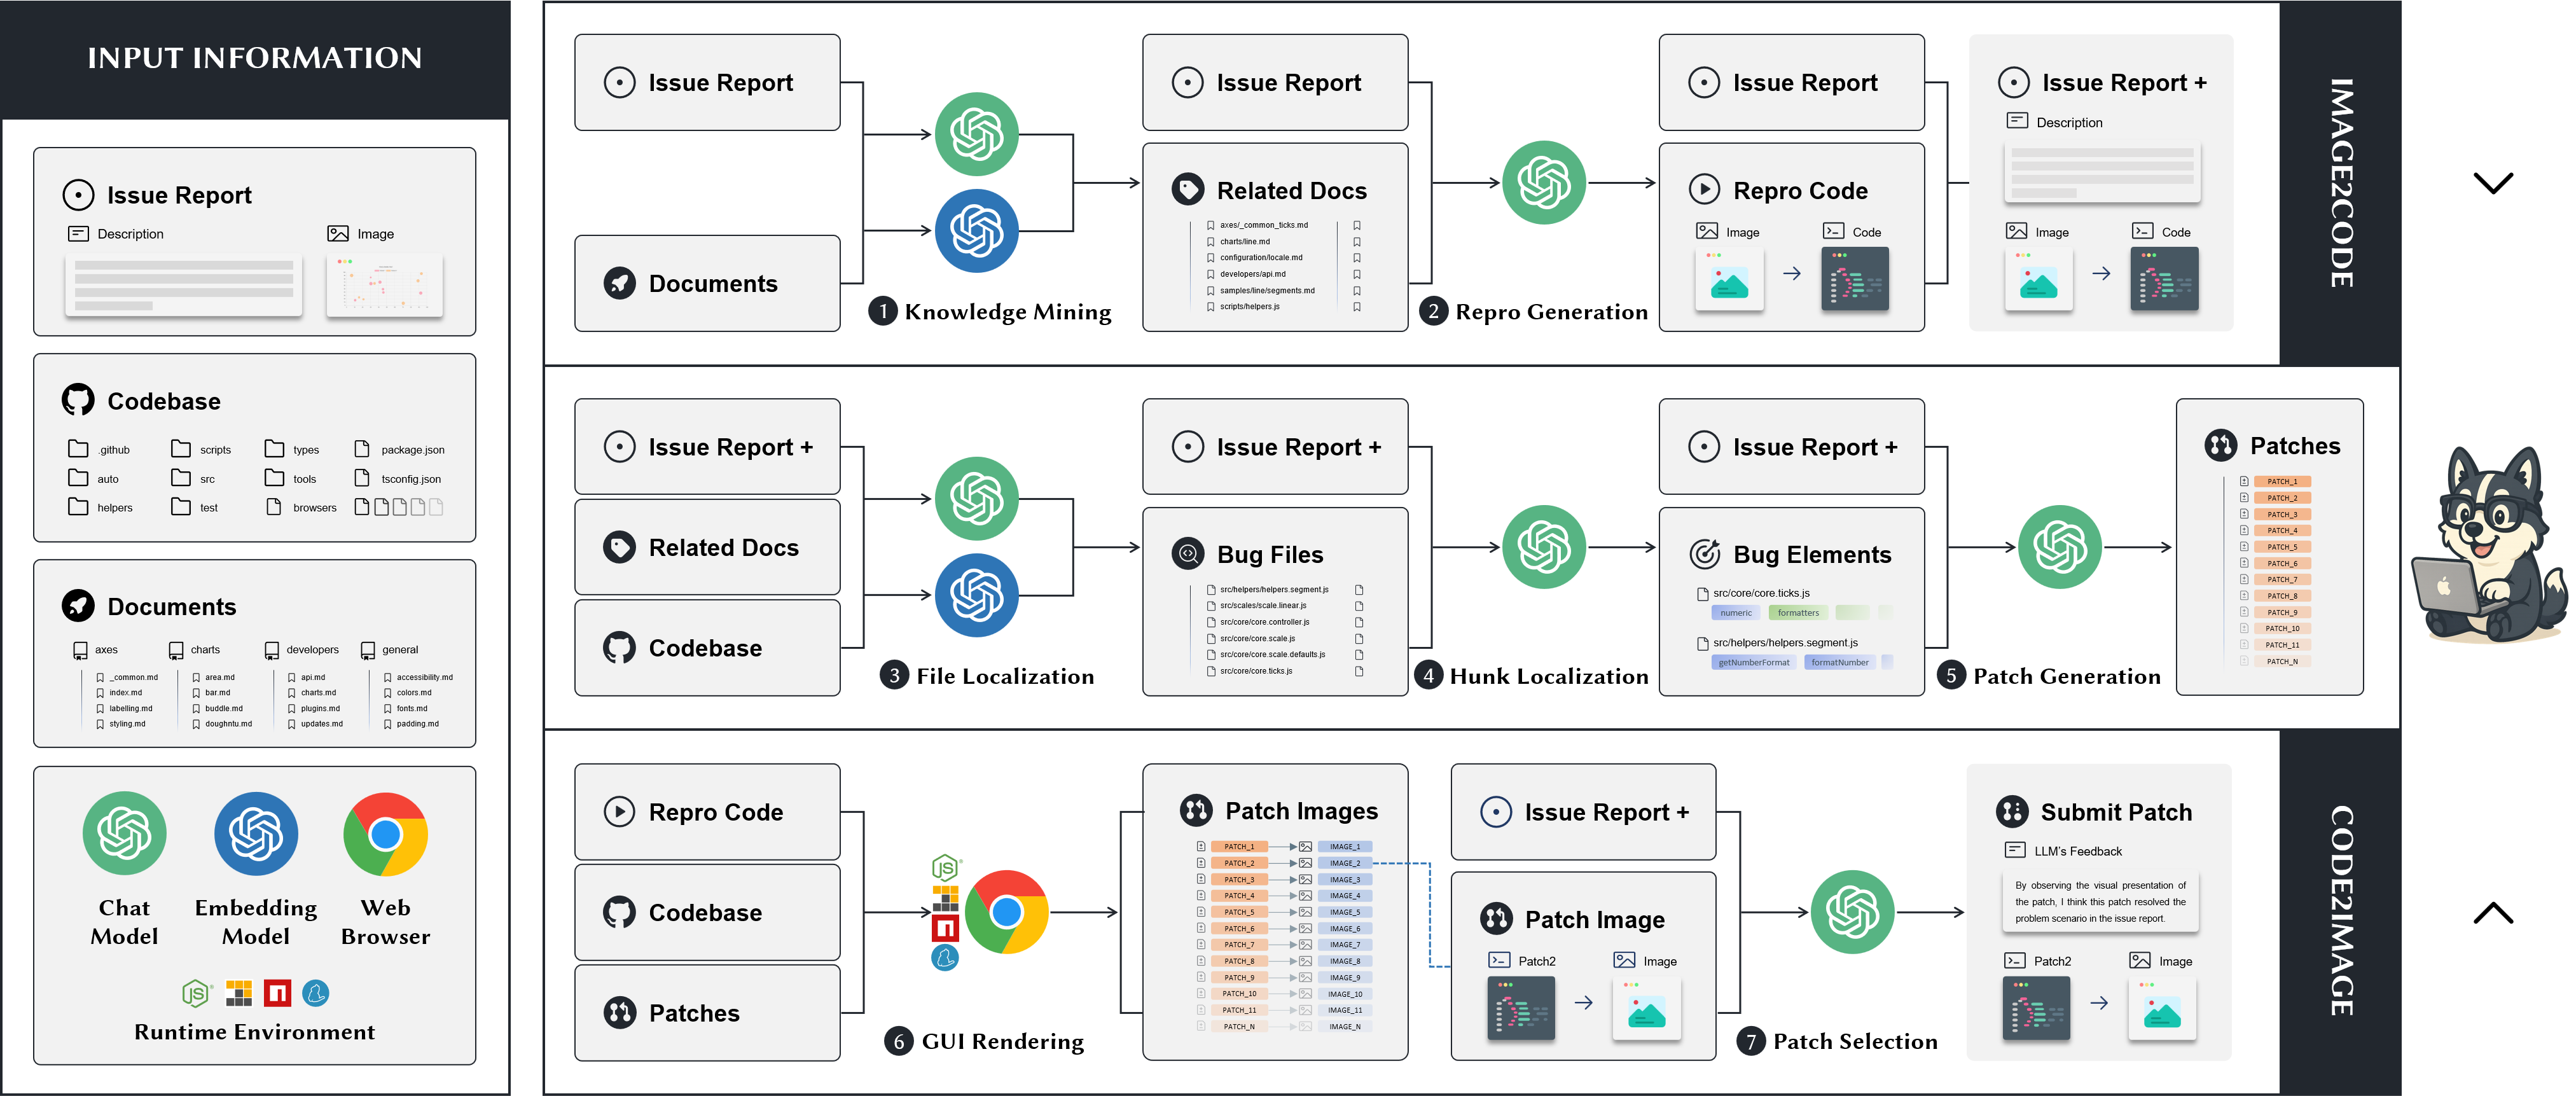 INPUT INFORMATION
Issue Report
Description
Image
Codebase
.github
scripts
types
package.json
auto
src
tools
tsconfig.json
helpers
test
browsers
Documents
axes
charts
developers
general
_common.md
area.md
api.md
accessibility.md
index.md
bar.md
charts.md
colors.md
labelling.md
buddle.md
plugins.md
fonts.md
styling.md
doughntu.md
updates.md
padding.md
Chat
Model
Embedding
Model
Web
Browser
JS
Runtime Environment
Issue Report
Documents
1 Knowledge Mining
Issue Report
Related Docs
axes/_common_ticks.md
charts/line.md
configuration/locale.md
developers/api.md
samples/line/segments.md
scripts/helpers.js
2 Repro Generation
Issue Report
Repro Code
Image
Code
Issue Report +
Description
Image
Code
IMAGE2CODE
Issue Report +
Related Docs
Codebase
3 File Localization
Issue Report +
Bug Files
src/helpers/helpers.segment.js
src/scales/scale.linear.js
src/core/core.controller.js
src/core/core.scale.js
src/core/core.scale.defaults.js
src/core/core.ticks.js
4 Hunk Localization
Issue Report +
Bug Elements
src/core/core.ticks.js
numeric
formatters
src/helpers/helpers.segment.js
getNumberFormat
formatNumber
5 Patch Generation
Patches
PATCH_1
PATCH_2
PATCH_3
PATCH_4
PATCH_5
PATCH_6
PATCH_7
PATCH_8
PATCH_9
PATCH_10
PATCH_11
PATCH_N
Repro Code
Codebase
Patches
JS
6 GUI Rendering
Patch Images
PATCH_1 IMAGE_1
PATCH_2 IMAGE_2
PATCH_3 IMAGE_3
PATCH_4 IMAGE_4
PATCH_5 IMAGE_5
PATCH_6 IMAGE_6
PATCH_7 IMAGE_7
PATCH_8 IMAGE_8
PATCH_9 IMAGE_9
PATCH_10 IMAGE_10
PATCH_11 IMAGE_11
PATCH_N IMAGE_N
Issue Report +
Patch Image
Patch2
Image
7 Patch Selection
Submit Patch
LLM's Feedback
By observing the visual presentation of
the patch, I think this patch resolved the
problem scenario in the issue report.
Patch2
Image
CODE2IMAGE